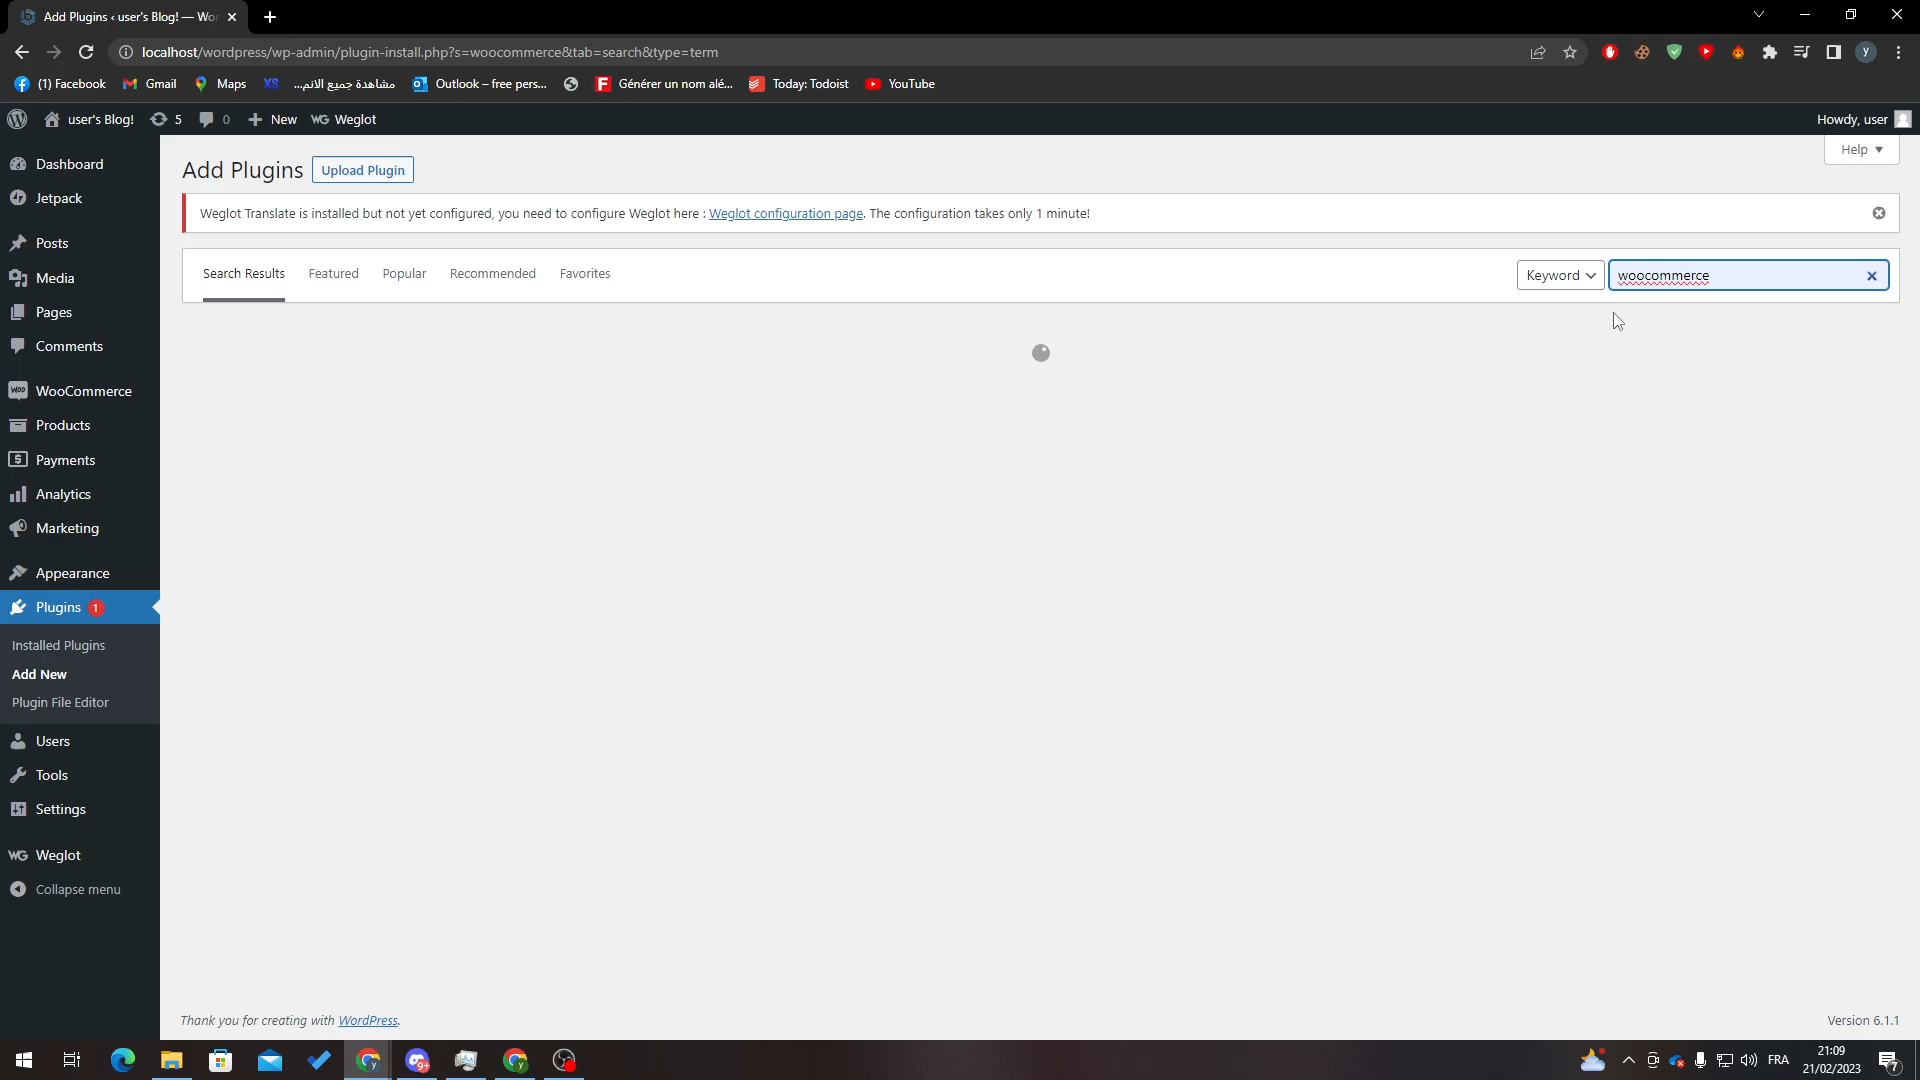 Add Plugins ‹ user's Blog! — Wor
localhost/wordpress/wp-admin/plugin-install.php?s=woocommerce&tab=search&type=term
(1) Facebook
Gmail
Maps
XS
مشاهدة جميع الانم...
Outlook – free pers...
Générer un nom alé...
Today: Todoist
YouTube
user's Blog!
5
0
New
WG Weglot
Howdy, user
Dashboard
Jetpack
Posts
Media
Pages
Comments
WooCommerce
Products
Payments
Analytics
Marketing
Appearance
Plugins 1
Installed Plugins
Add New
Plugin File Editor
Users
Tools
Settings
WG Weglot
Collapse menu
Help
Add Plugins
Upload Plugin
Weglot Translate is installed but not yet configured, you need to configure Weglot here : Weglot configuration page. The configuration takes only 1 minute!
Search Results
Featured
Popular
Recommended
Favorites
Keyword
woocommerce
Thank you for creating with WordPress.
Version 6.1.1
9+
FRA
21:09
21/02/2023
7